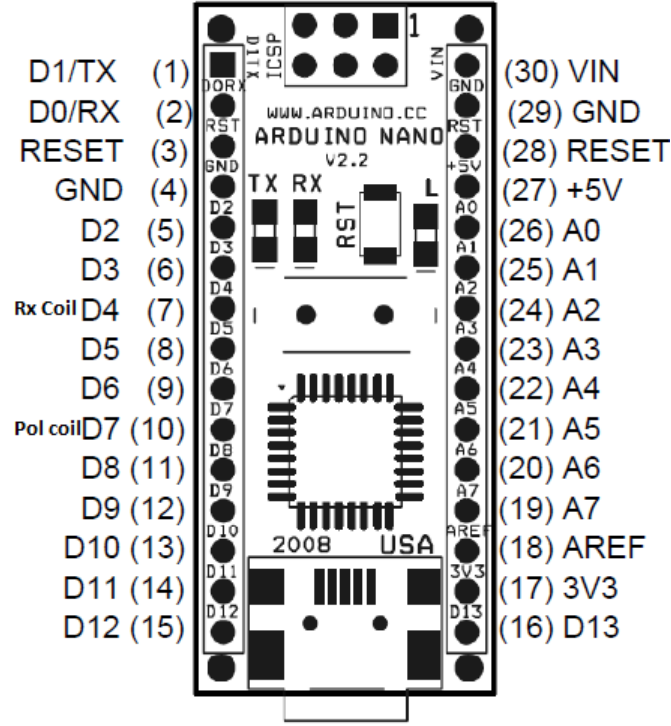 D1/TX (1)
D0/RX (2)
RESET (3)
GND (4)
D2 (5)
D3 (6)
Rx Coil D4 (7)
D5 (8)
D6 (9)
Pol coil D7 (10)
D8 (11)
D9 (12)
D10 (13)
D11 (14)
D12 (15)
D1TX
ICSP
1
VIN
D0RX
RST
GND
D2
D3
D4
D5
D6
D7
D8
D9
D10
D11
D12
WWW.ARDUINO.CC
ARDUINO NANO
V2.2
TX RX
RST
L
2008 USA
GND
RST
+5V
A0
A1
A2
A3
A4
A5
A6
A7
AREF
3V3
D13
(30) VIN
(29) GND
(28) RESET
(27) +5V
(26) A0
(25) A1
(24) A2
(23) A3
(22) A4
(21) A5
(20) A6
(19) A7
(18) AREF
(17) 3V3
(16) D13